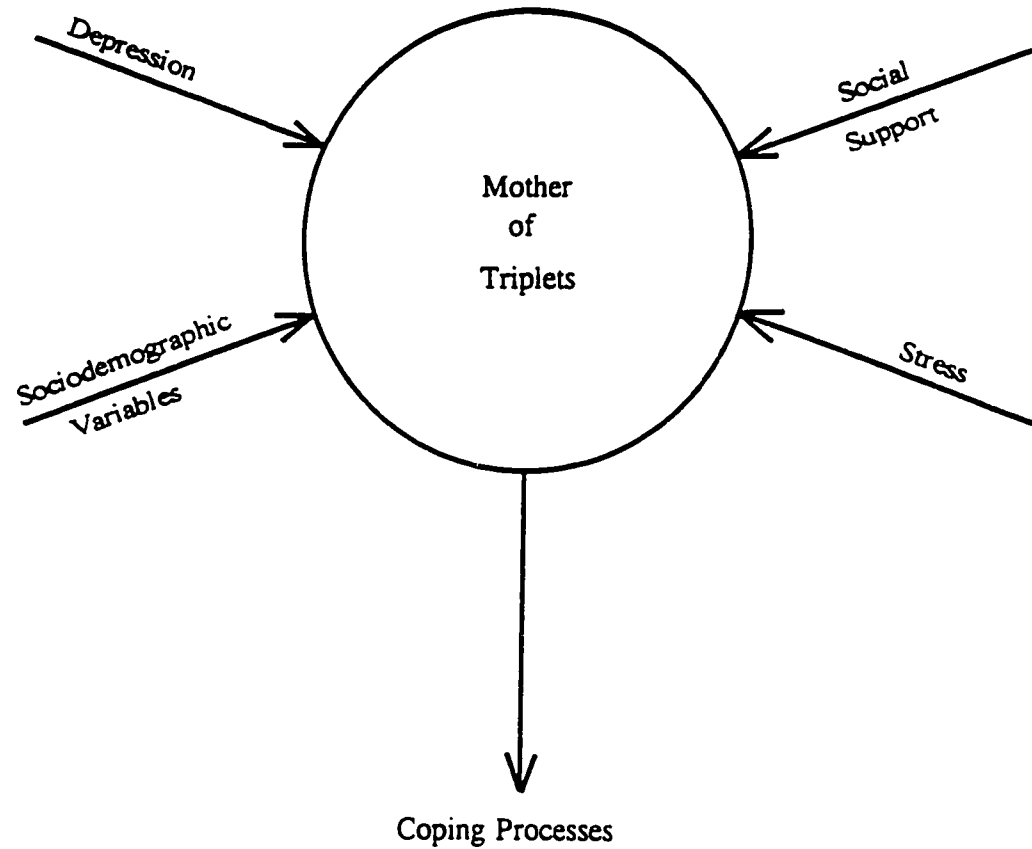 Depression
Social
Support
Mother
of
Triplets
Sociodemographic
Variables
Stress
Coping Processes